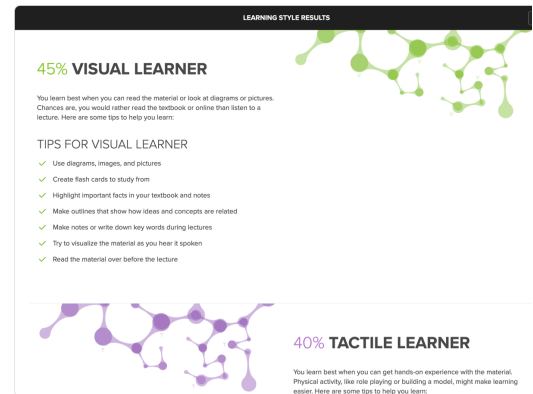 LEARNING STYLE RESULTS
45% VISUAL LEARNER
You learn best when you can read the material or look at diagrams or pictures.
Chances are, you would rather read the textbook or online than listen to a
lecture. Here are some tips to help you learn:
TIPS FOR VISUAL LEARNER
Use diagrams, images, and pictures
Create flash cards to study from
Highlight important facts in your textbook and notes
Make outlines that show how ideas and concepts are related
Make notes or write down key words during lectures
Try to visualize the material as you hear it spoken
Read the material over before the lecture
40% TACTILE LEARNER
You learn best when you can get hands-on experience with the material.
Physical activity, like role playing or building a model, might make learning
easier. Here are some tips to help you learn: